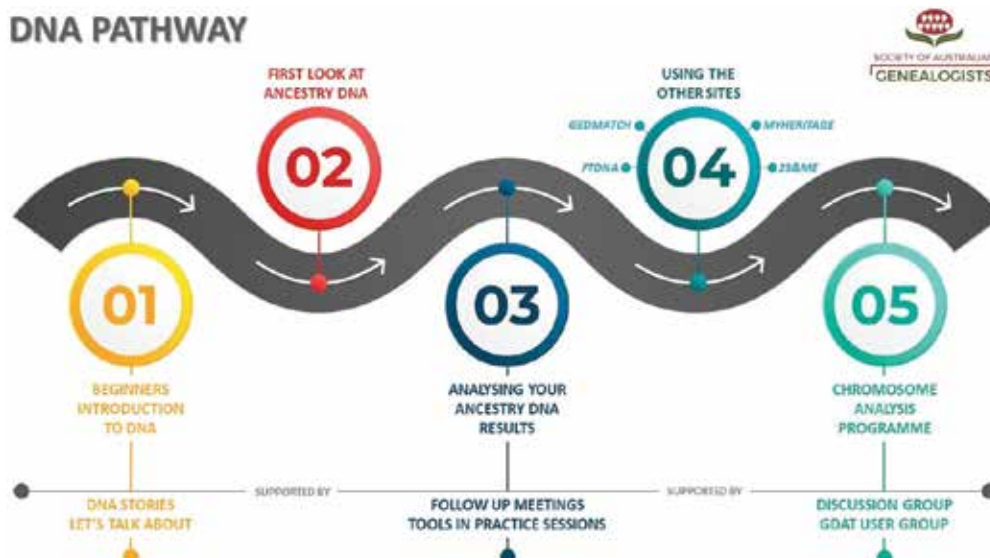 DNA PATHWAY
SOCIETY OF AUSTRALIAN
GENEALOGISTS
FIRST LOOK AT
ANCESTRY DNA
USING THE
OTHER SITES
GEDMATCH
MYHERITAGE
FTDNA
23&ME
02
04
01
03
05
BEGINNERS
INTRODUCTION
TO DNA
ANALYSING YOUR
ANCESTRY DNA
RESULTS
CHROMOSOME
ANALYSIS
PROGRAMME
SUPPORTED BY
SUPPORTED BY
DNA STORIES
LET'S TALK ABOUT
FOLLOW UP MEETINGS
TOOLS IN PRACTICE SESSIONS
DISCUSSION GROUP
GDAT USER GROUP